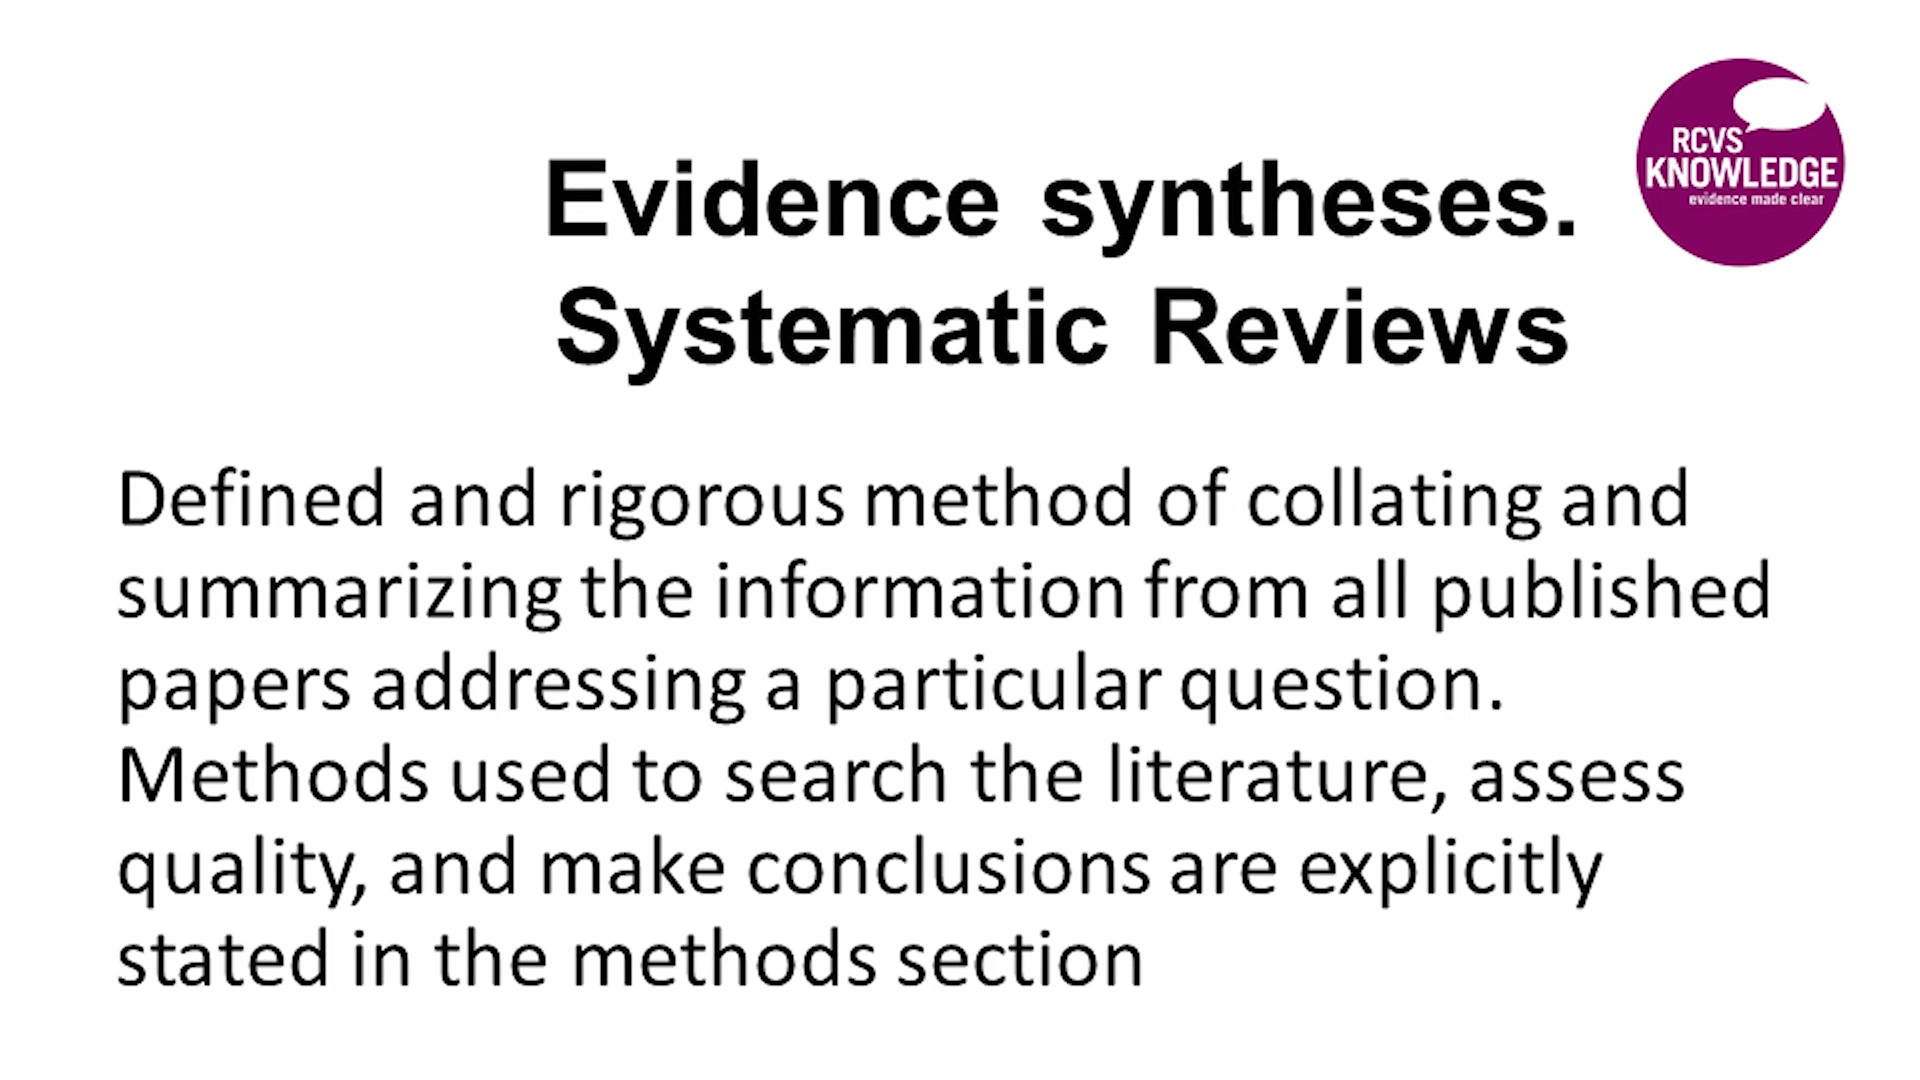 Evidence syntheses.
Systematic Reviews
RCVS
KNOWLEDGE
evidence made clear
Defined and rigorous method of collating and
summarizing the information from all published
papers addressing a particular question.
Methods used to search the literature, assess
quality, and make conclusions are explicitly
stated in the methods section